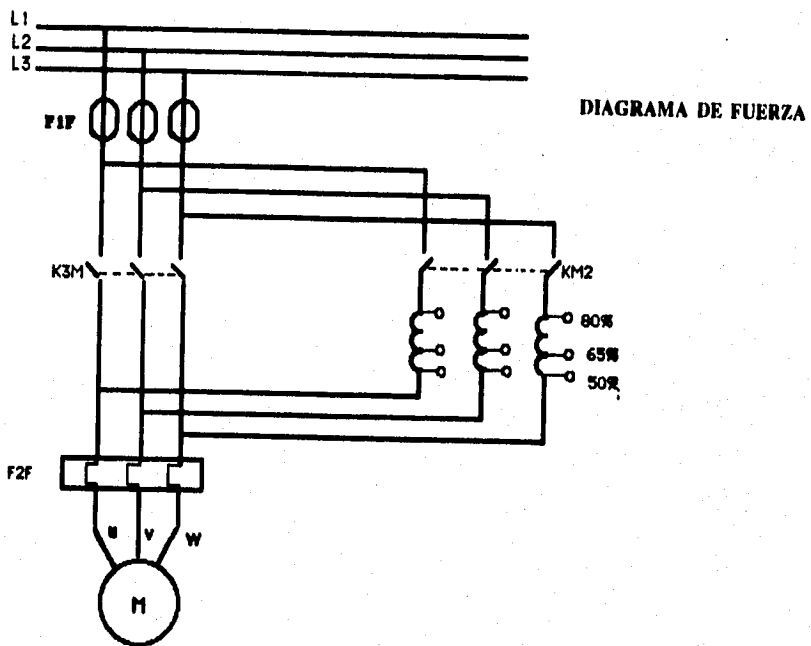 L1
L2
L3
F1F
DIAGRAMA DE FUERZA
K3M
KM2
80%
65%
50%
F2F
U
V
W
M